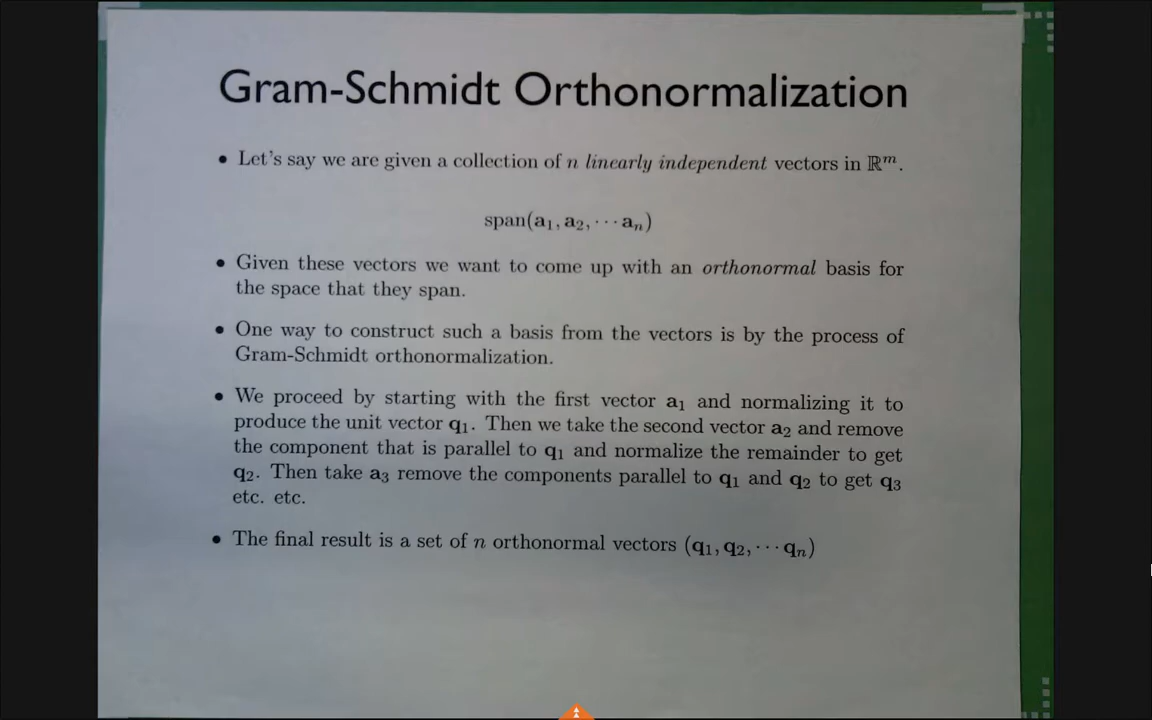 Gram-Schmidt Orthonormalization
• Let's say we are given a collection of n linearly independent vectors in ℝᵐ.
span(a₁, a₂, ··· aₙ)
• Given these vectors we want to come up with an orthonormal basis for
the space that they span.
• One way to construct such a basis from the vectors is by the process of
Gram-Schmidt orthonormalization.
• We proceed by starting with the first vector a₁ and normalizing it to
produce the unit vector q₁. Then we take the second vector a₂ and remove
the component that is parallel to q₁ and normalize the remainder to get
q₂. Then take a₃ remove the components parallel to q₁ and q₂ to get q₃
etc. etc.
• The final result is a set of n orthonormal vectors (q₁, q₂, ··· qₙ)